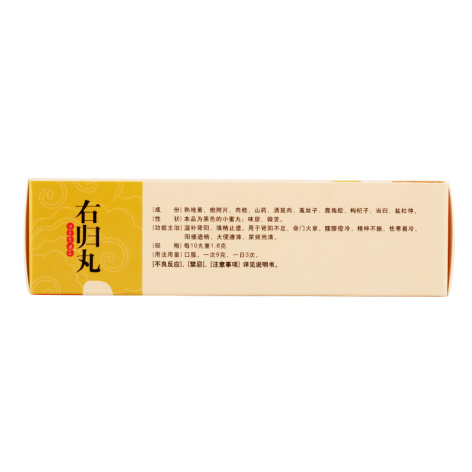 右归丸
[成　份] 熟地黄、炮附片、肉桂、山药、酒萸肉、菟丝子、鹿角胶、枸杞子、当归、盐杜仲。
[性　状] 本品为黑色的小蜜丸；味甜、微苦。
[功能主治] 温补肾阳，填精止遗。用于肾阳不足，命门火衰，腰膝酸冷，精神不振，怯寒畏冷，
阳痿遗精，大便溏薄，尿频而清。
[规　格] 每10丸重1.8克
[用法用量] 口服。一次9克，一日3次。
[不良反应]、[禁忌]、[注意事项] 详见说明书。